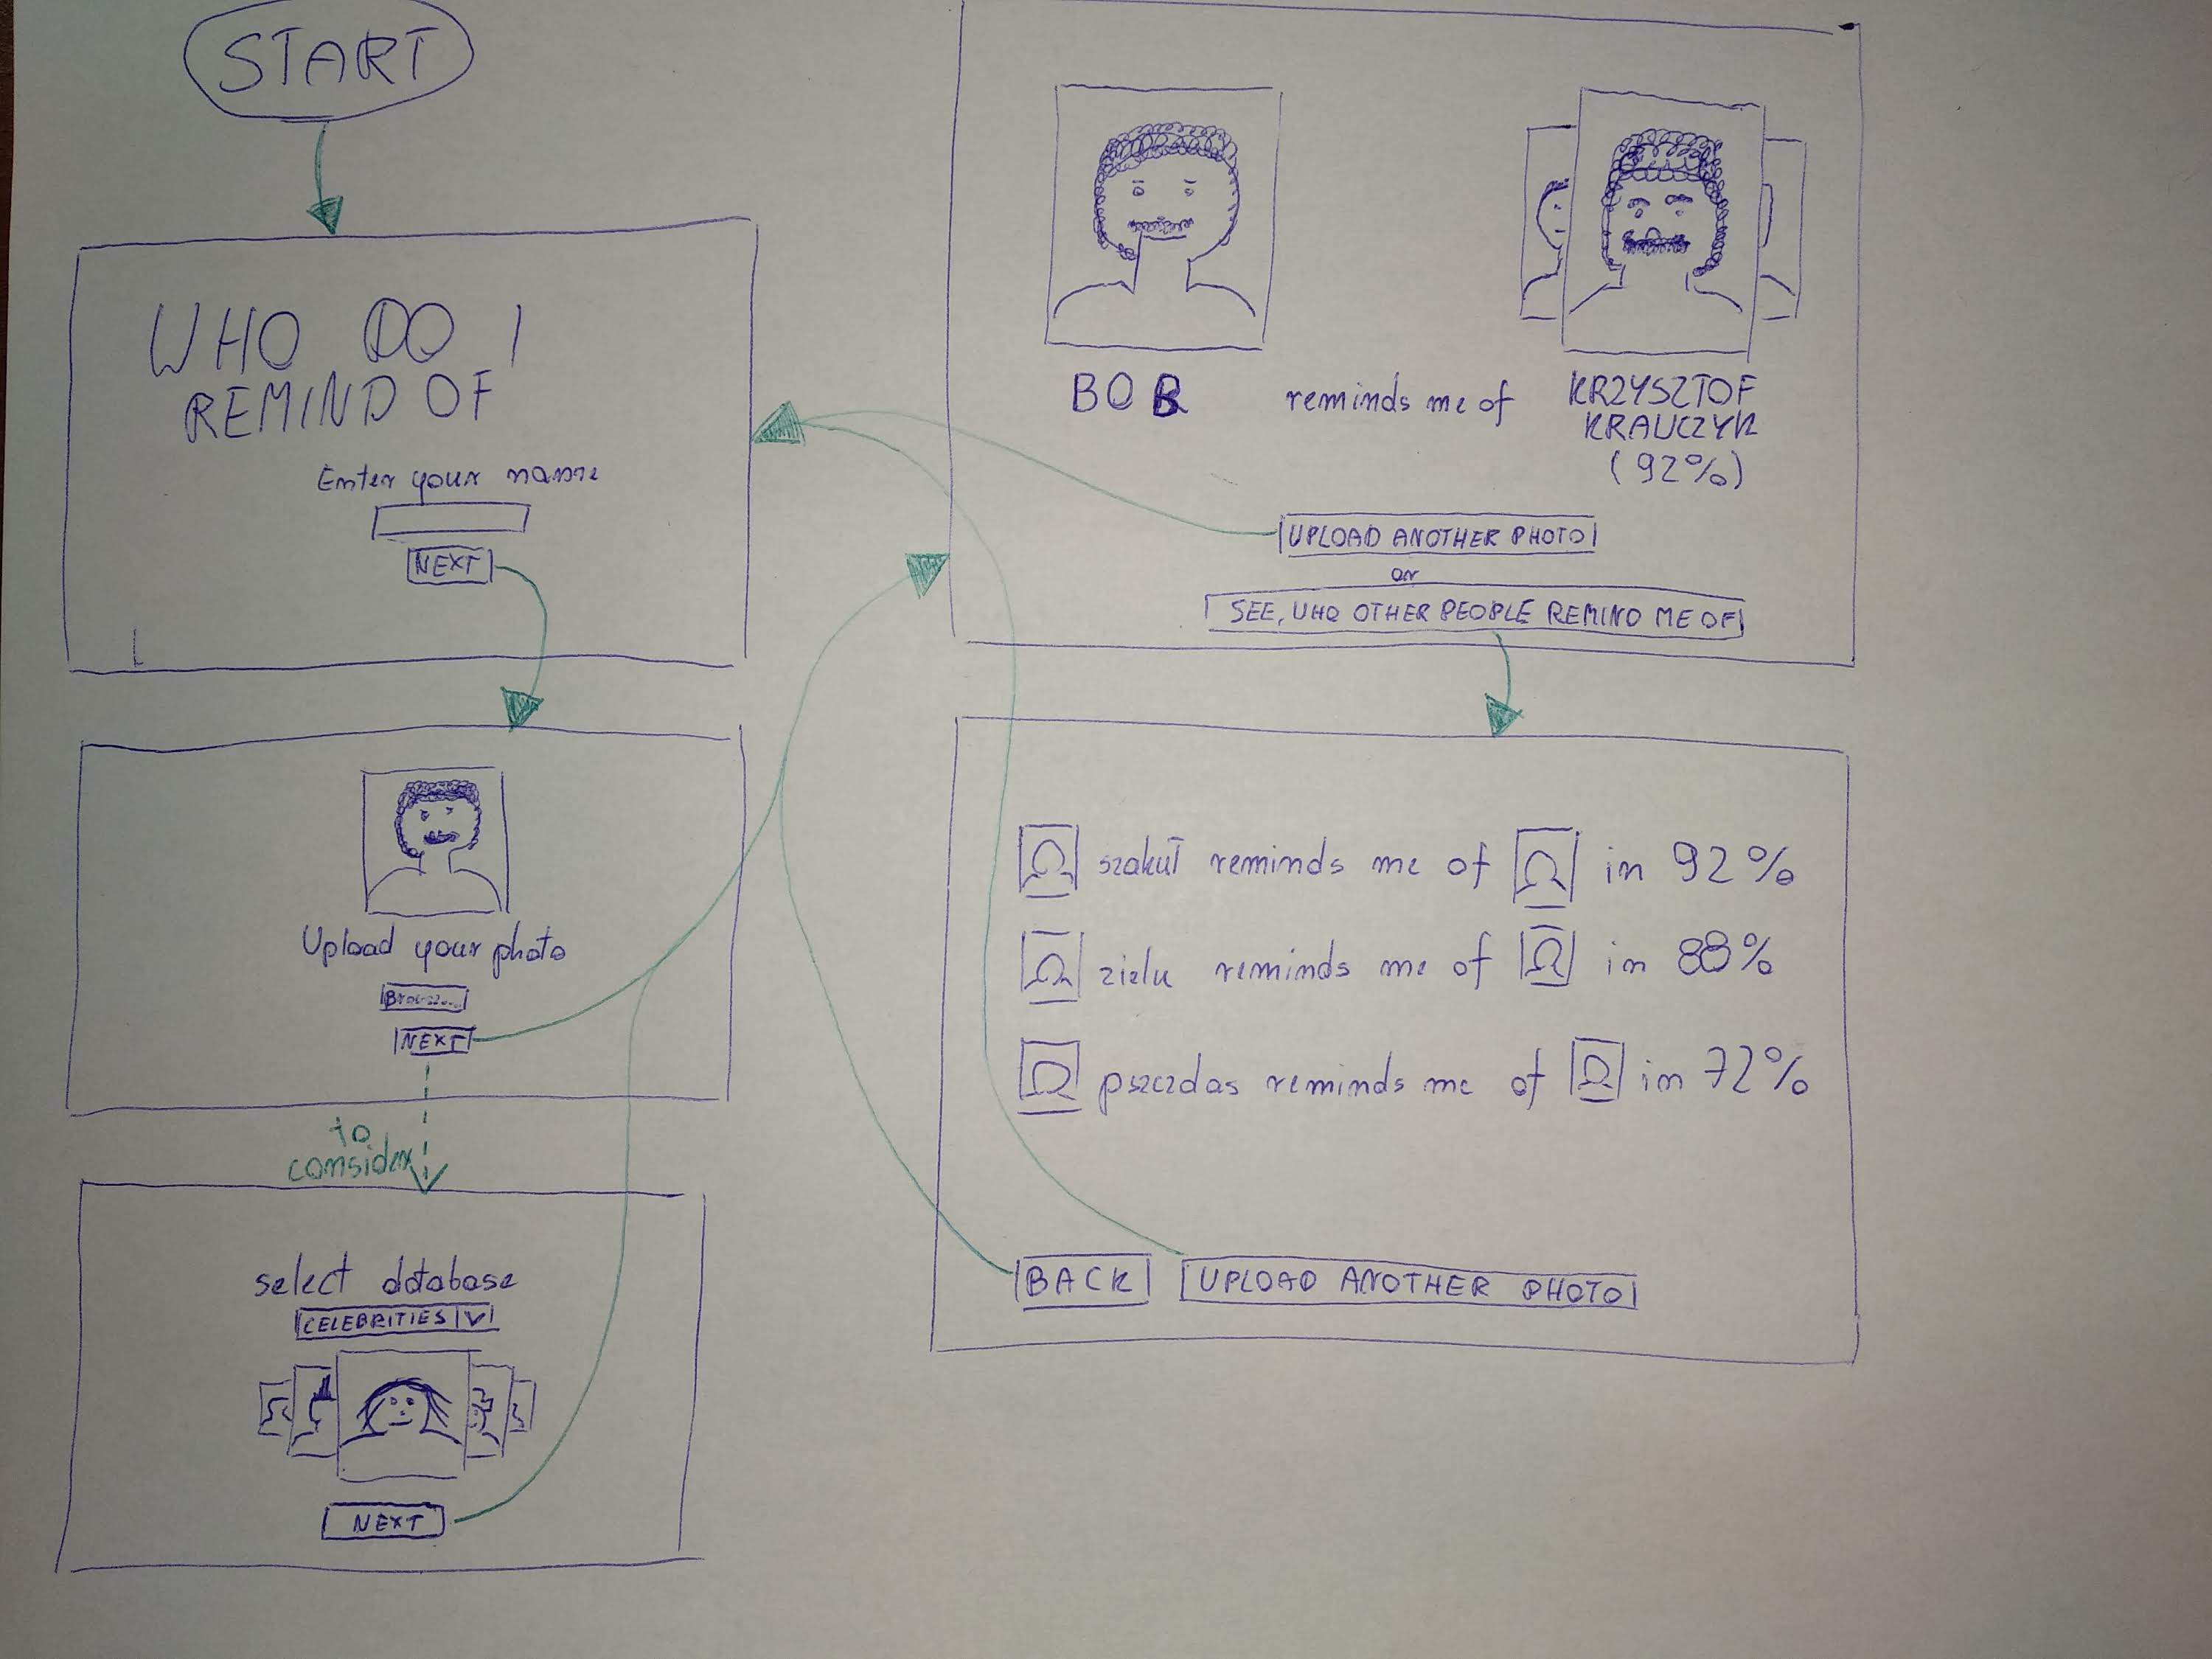 START
WHO DO I
REMIND OF
Enter your name
NEXT
Upload your photo
Browse...
NEXT
to
consider
select database
CELEBRITIES V
NEXT
BOB reminds me of KRZYSZTOF
KRAWCZYK
(92%)
UPLOAD ANOTHER PHOTO
or
SEE, WHO OTHER PEOPLE REMIND ME OF
szakuł reminds me of in 92%
zielu reminds me of in 88%
pszczdas reminds me of in 72%
BACK UPLOAD ANOTHER PHOTO